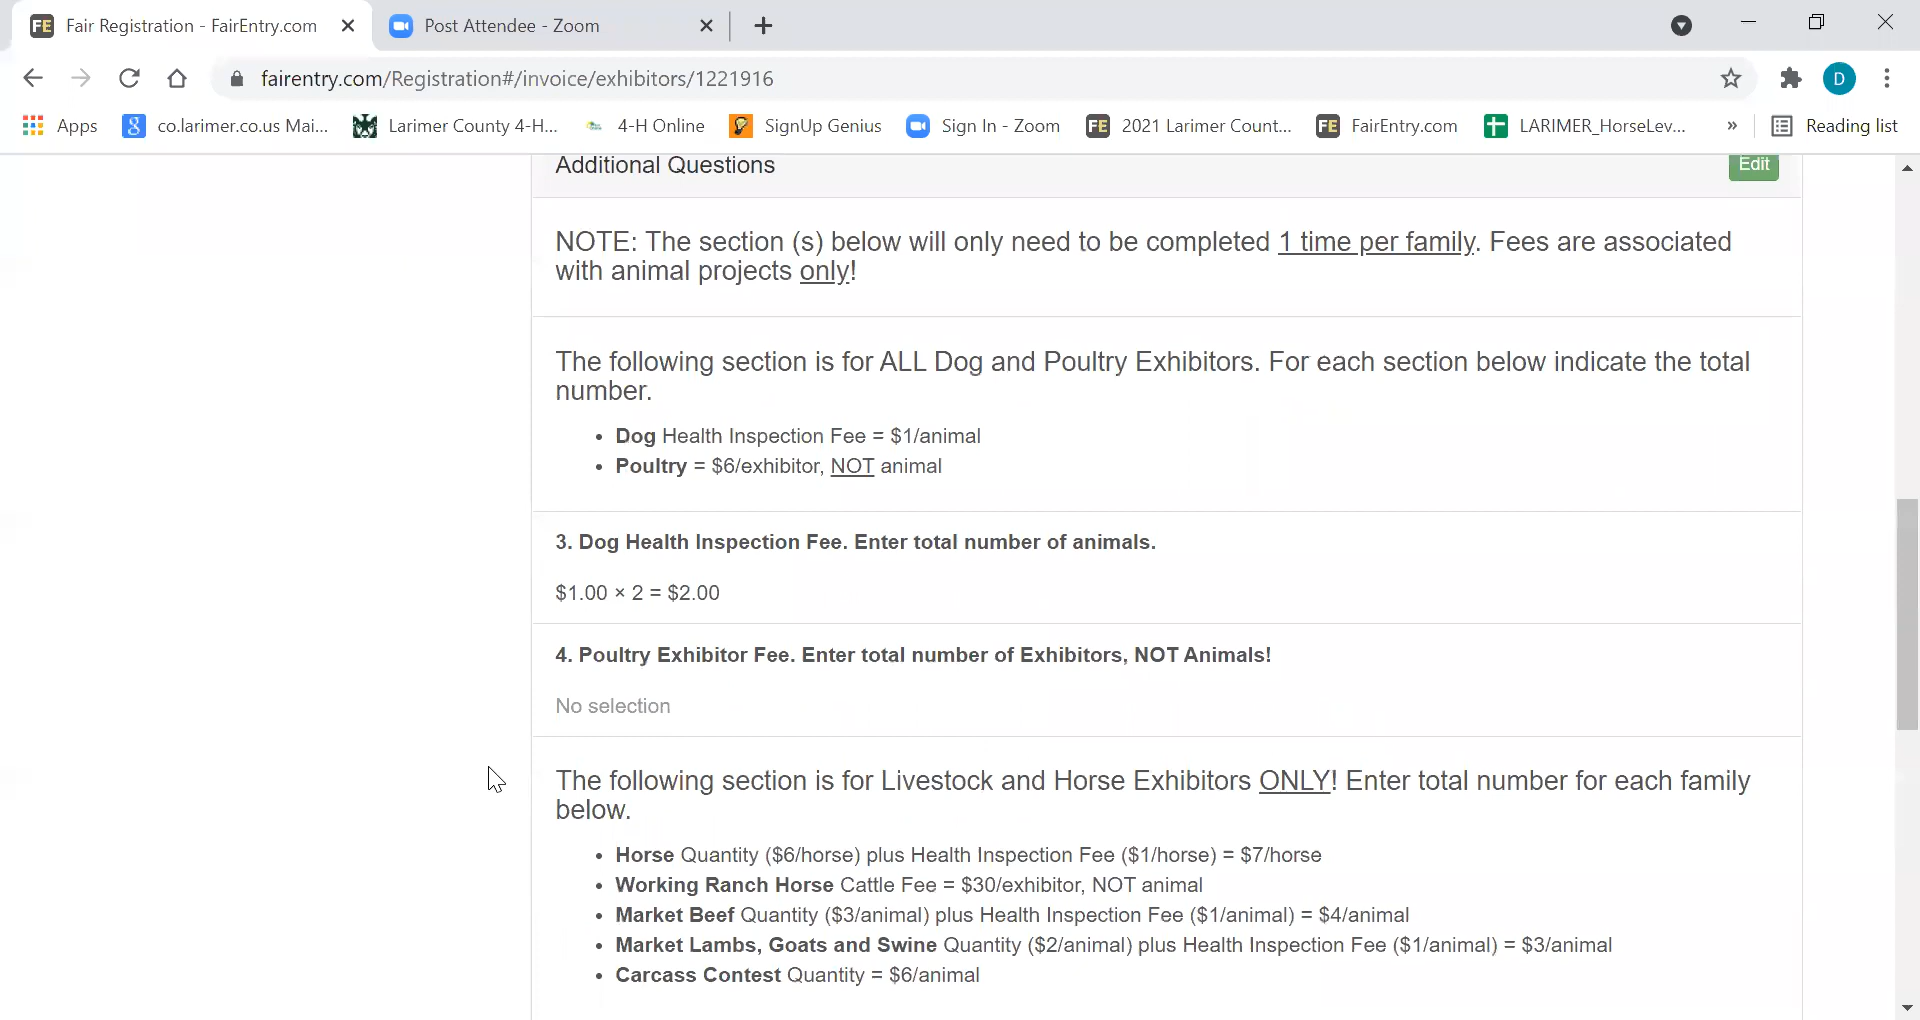 FE Fair Registration - FairEntry.com
Post Attendee - Zoom
fairentry.com/Registration#/invoice/exhibitors/1221916
D
Apps
co.larimer.co.us Mai...
Larimer County 4-H...
4-H Online
SignUp Genius
Sign In - Zoom
FE 2021 Larimer Count...
FE FairEntry.com
LARIMER_HorseLev...
»
Reading list
Additional Questions
Edit
NOTE: The section (s) below will only need to be completed 1 time per family. Fees are associated
with animal projects only!
The following section is for ALL Dog and Poultry Exhibitors. For each section below indicate the total
number.
• Dog Health Inspection Fee = $1/animal
• Poultry = $6/exhibitor, NOT animal
3. Dog Health Inspection Fee. Enter total number of animals.
$1.00 × 2 = $2.00
4. Poultry Exhibitor Fee. Enter total number of Exhibitors, NOT Animals!
No selection
The following section is for Livestock and Horse Exhibitors ONLY! Enter total number for each family
below.
• Horse Quantity ($6/horse) plus Health Inspection Fee ($1/horse) = $7/horse
• Working Ranch Horse Cattle Fee = $30/exhibitor, NOT animal
• Market Beef Quantity ($3/animal) plus Health Inspection Fee ($1/animal) = $4/animal
• Market Lambs, Goats and Swine Quantity ($2/animal) plus Health Inspection Fee ($1/animal) = $3/animal
• Carcass Contest Quantity = $6/animal